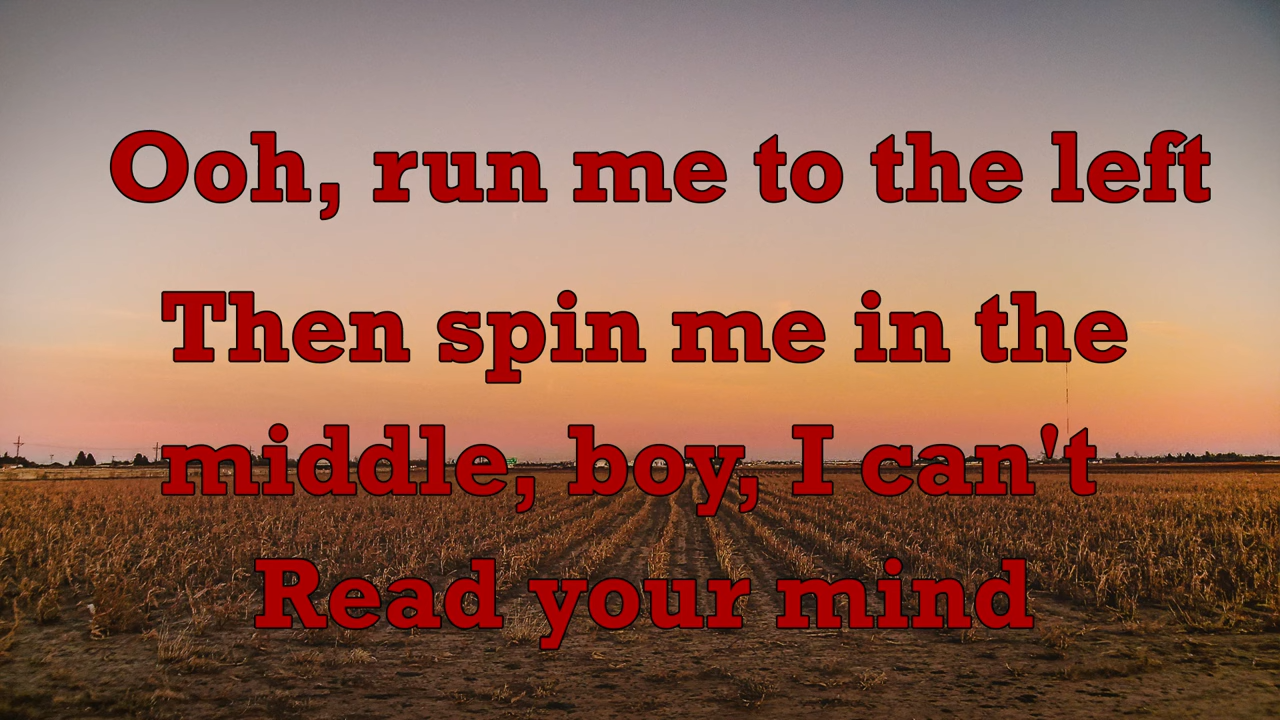 Ooh, run me to the left
Then spin me in the
middle, boy, I can't
Read your mind